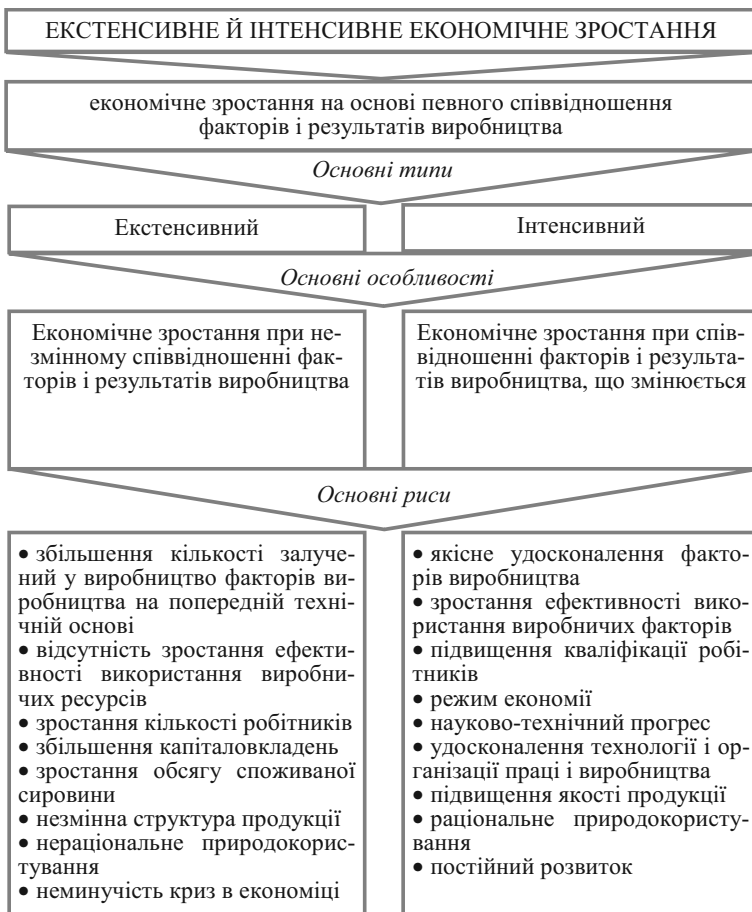 ЕКСТЕНСИВНЕ Й ІНТЕНСИВНЕ ЕКОНОМІЧНЕ ЗРОСТАННЯ
економічне зростання на основі певного співвідношення
факторів і результатів виробництва
Основні типи
Екстенсивний
Інтенсивний
Основні особливості
Економічне зростання при не-
змінному співвідношенні фак-
торів і результатів виробництва
Економічне зростання при спів-
відношенні факторів і результа-
тів виробництва, що змінюється
Основні риси
• збільшення кількості залуче-
ний у виробництво факторів ви-
робництва на попередній техні-
чній основі
• відсутність зростання ефек­ти-
вності використання виробни-
чих ресурсів
• зростання кількості робітників
• збільшення капіталовкладень
• зростання обсягу споживаної
сировини
• незмінна структура продукції
• нераціональне природокорис-
тування
• неминучість криз в економіці
• якісне удосконалення факто-
рів виробництва
• зростання ефективності вико-
ристання виробничих факторів
• підвищення кваліфікації робі-
тників
• режим економії
• науково-технічний прогрес
• удосконалення технології і ор-
ганізації праці і виробництва
• підвищення якості продукції
• раціональне природокористу-
вання
• постійний розвиток